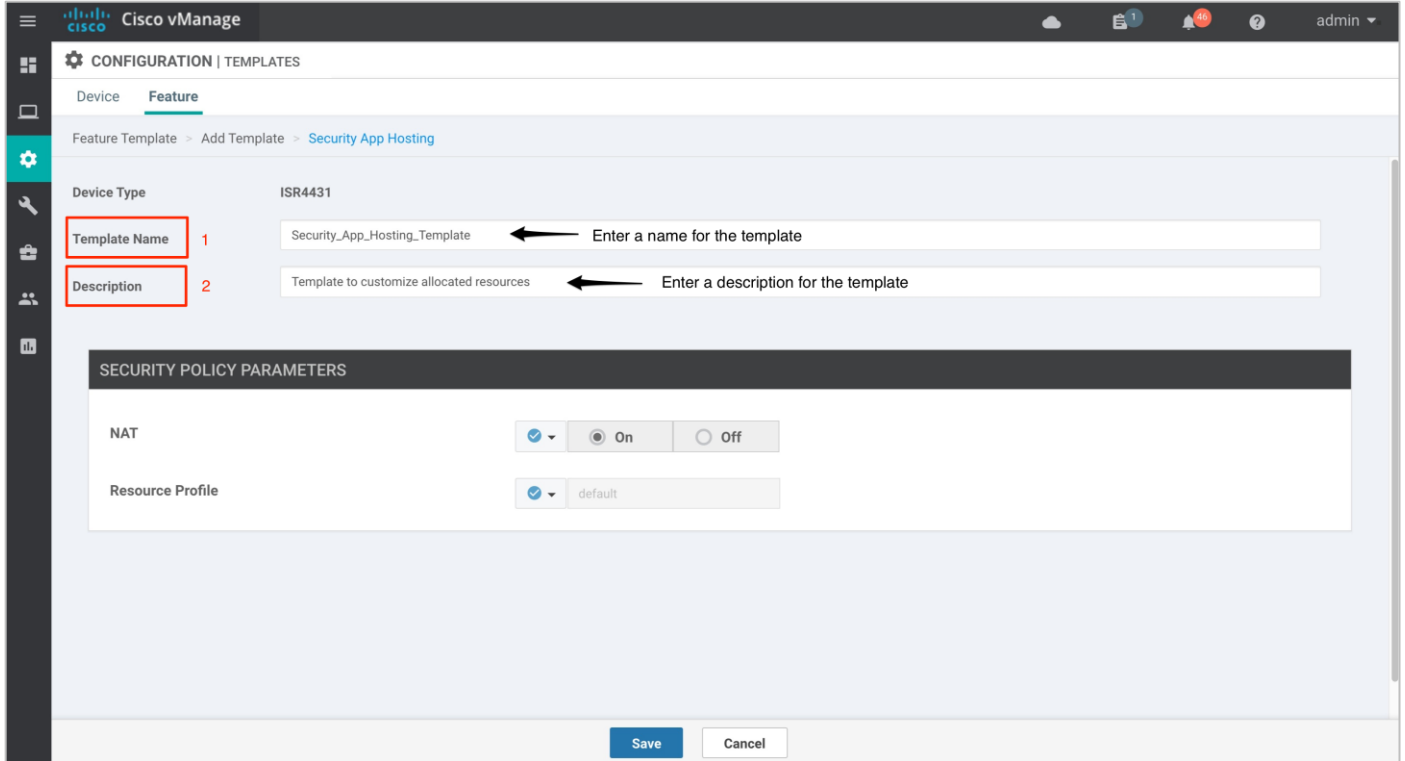 cisco Cisco vManage 1 46 ? admin
CONFIGURATION | TEMPLATES
Device Feature
Feature Template > Add Template > Security App Hosting
Device Type ISR4431
Template Name 1 Security_App_Hosting_Template Enter a name for the template
Description 2 Template to customize allocated resources Enter a description for the template
SECURITY POLICY PARAMETERS
NAT On Off
Resource Profile default
Save Cancel